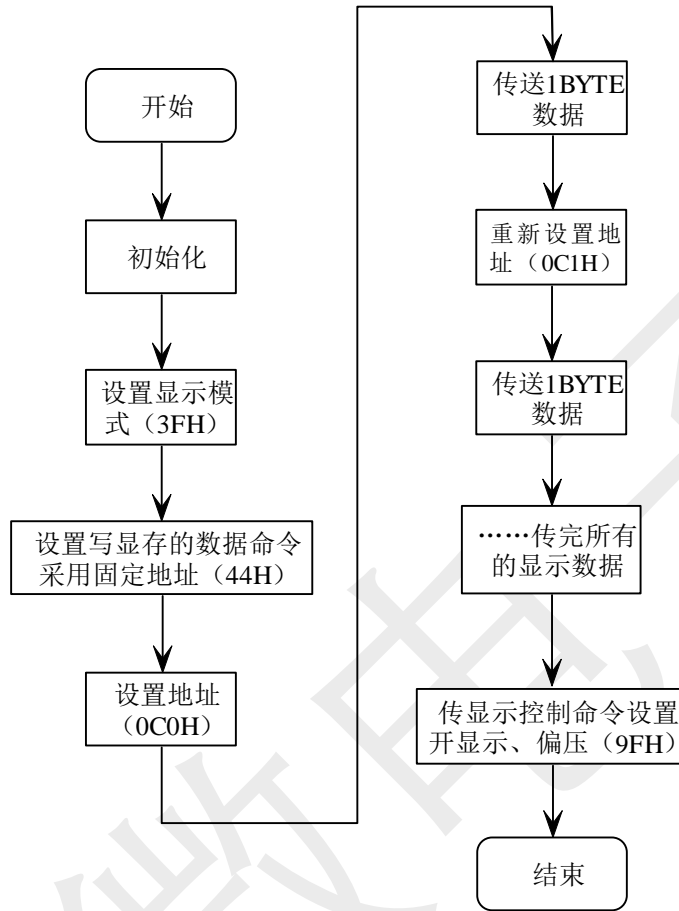 开始
初始化
设置显示模
式（3FH）
设置写显存的数据命令
采用固定地址（44H）
设置地址
（0C0H）
传送1BYTE
数据
重新设置地
址（0C1H）
传送1BYTE
数据
……传完所有
的显示数据
传显示控制命令设置
开显示、偏压（9FH）
结束